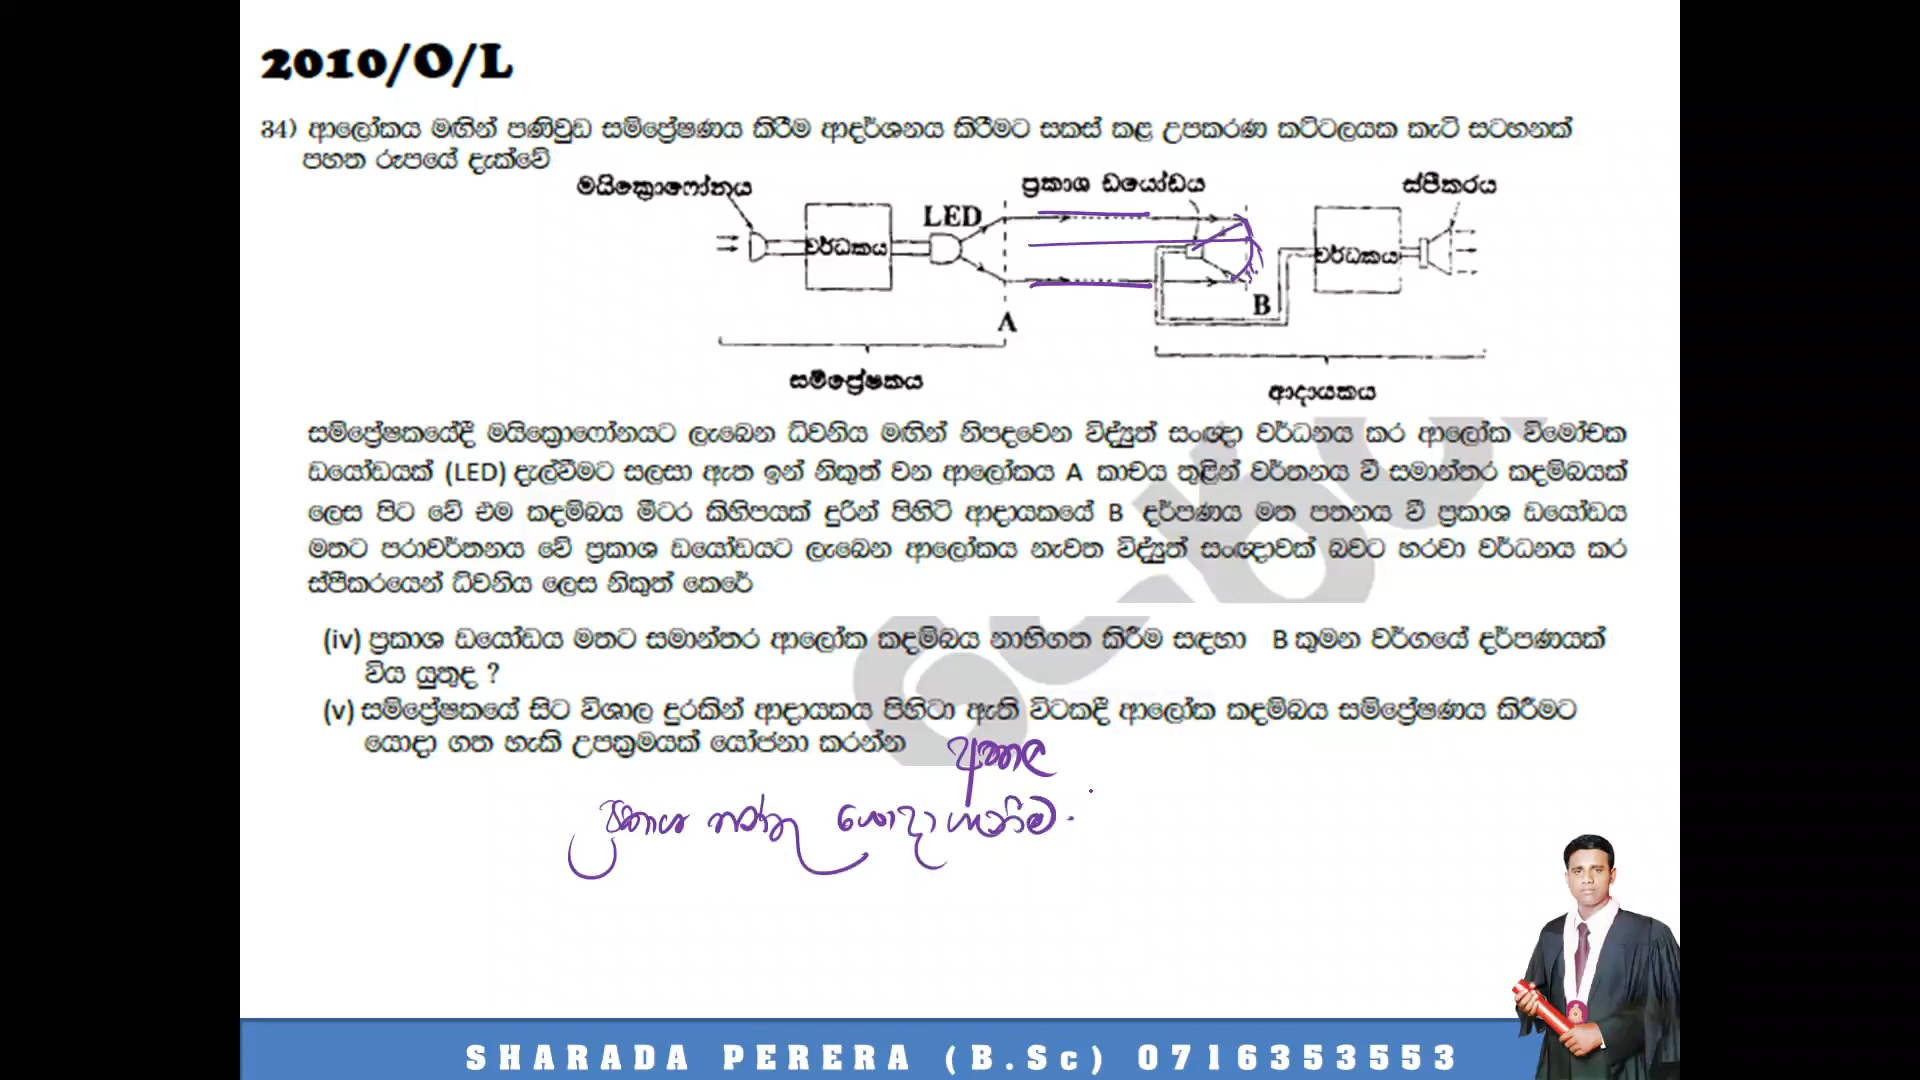 2010/O/L
34) ආලෝකය මඟින් පණිවුඩ සම්ප්‍රේෂණය කිරීම ආදර්ශනය කිරීමට සකස් කළ උපකරණ කට්ටලයක කැටි සටහනක්
පහත රූපයේ දැක්වේ
මයික්‍රොෆෝනය
ප්‍රකාශ ඩයෝඩය
ස්පීකරය
LED
වර්ධකය
වර්ධකය
A
B
සම්ප්‍රේෂකය
ආදායකය
සම්ප්‍රේෂකයේදී මයික්‍රොෆෝනයට ලැබෙන ධ්වනිය මඟින් නිපදවෙන විද්‍යුත් සංඥා වර්ධනය කර ආලෝක විමෝචක
ඩයෝඩයක් (LED) දැල්වීමට සලසා ඇත ඉන් නිකුත් වන ආලෝකය A කාචය තුළින් වර්තනය වී සමාන්තර කදම්බයක්
ලෙස පිට වේ එම කදම්බය මීටර කිහිපයක් දුරින් පිහිටි ආදායකයේ B දර්පණය මත පතනය වී ප්‍රකාශ ඩයෝඩය
මතට පරාවර්තනය වේ ප්‍රකාශ ඩයෝඩයට ලැබෙන ආලෝකය නැවත විද්‍යුත් සංඥාවක් බවට හරවා වර්ධනය කර
ස්පීකරයෙන් ධ්වනිය ලෙස නිකුත් කෙරේ
(iv) ප්‍රකාශ ඩයෝඩය මතට සමාන්තර ආලෝක කදම්බය නාභිගත කිරීම සඳහා B කුමන වර්ගයේ දර්පණයක්
විය යුතුද ?
(v) සම්ප්‍රේෂකයේ සිට විශාල දුරකින් ආදායකය පිහිටා ඇති විටකදී ආලෝක කදම්බය සම්ප්‍රේෂණය කිරීමට
යොදා ගත හැකි උපක්‍රමයක් යෝජනා කරන්න
අවතල
ප්‍රකාශ තන්තු යොදා ගැනීම.
SHARADA PERERA (B.Sc) 0716353553